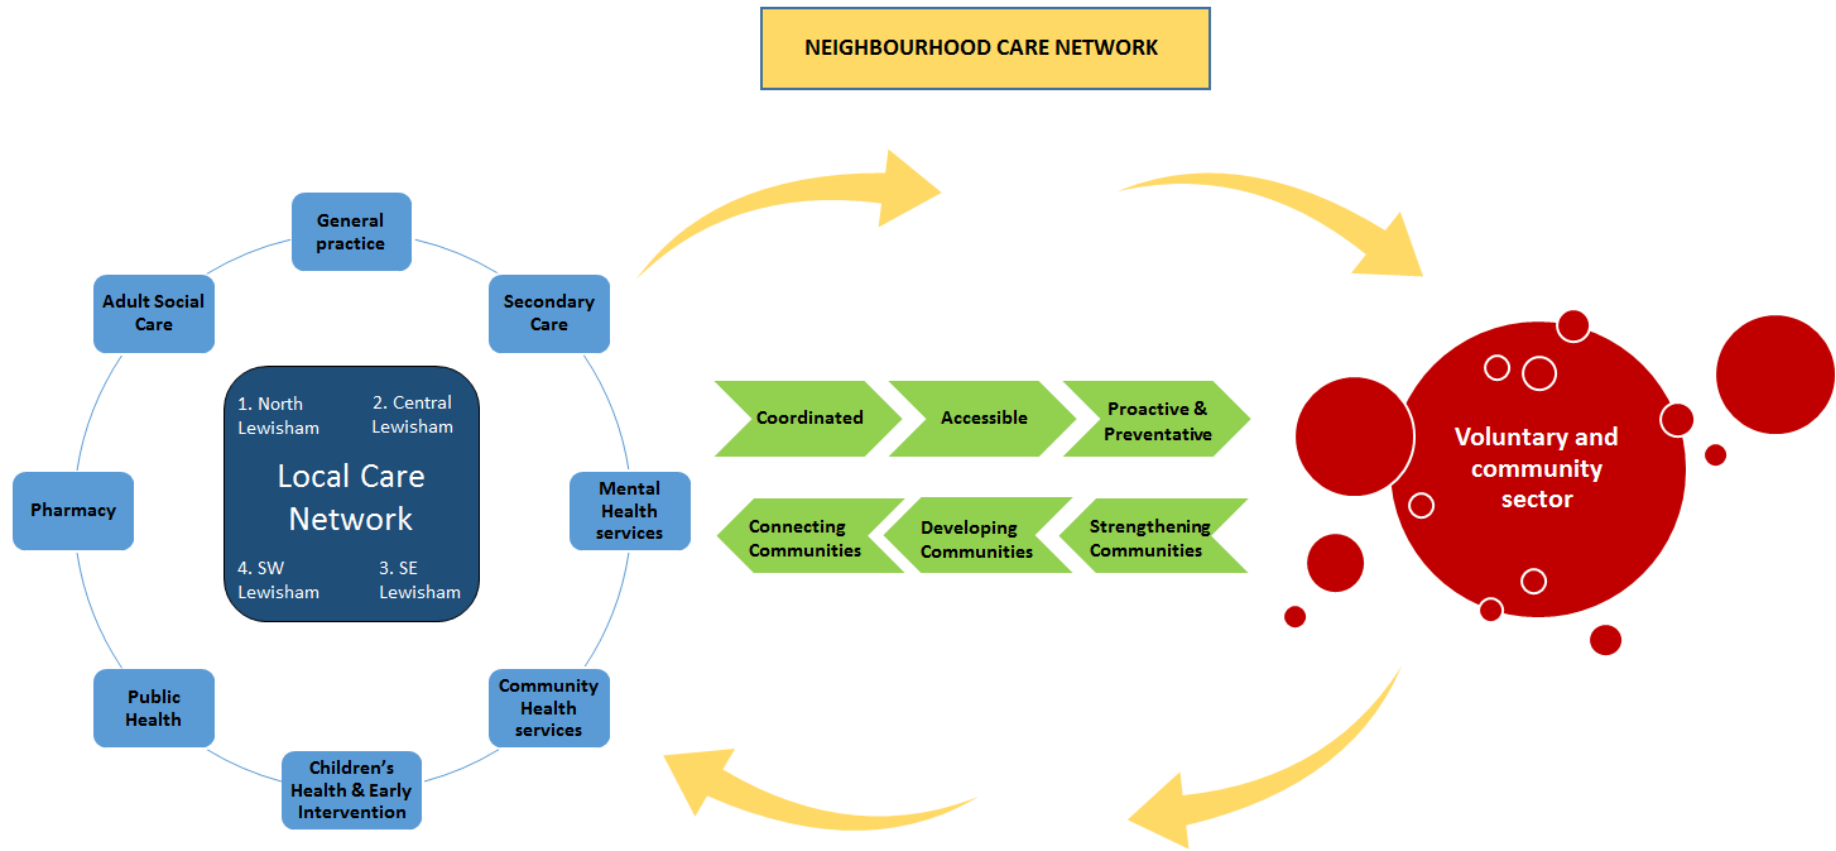 NEIGHBOURHOOD CARE NETWORK
General
practice
Adult Social
Care
Secondary
Care
1. North
Lewisham
2. Central
Lewisham
Local Care
Network
4. SW
Lewisham
3. SE
Lewisham
Pharmacy
Mental
Health
services
Public
Health
Community
Health
services
Children’s
Health & Early
Intervention
Coordinated
Accessible
Proactive &
Preventative
Connecting
Communities
Developing
Communities
Strengthening
Communities
Voluntary and
community
sector